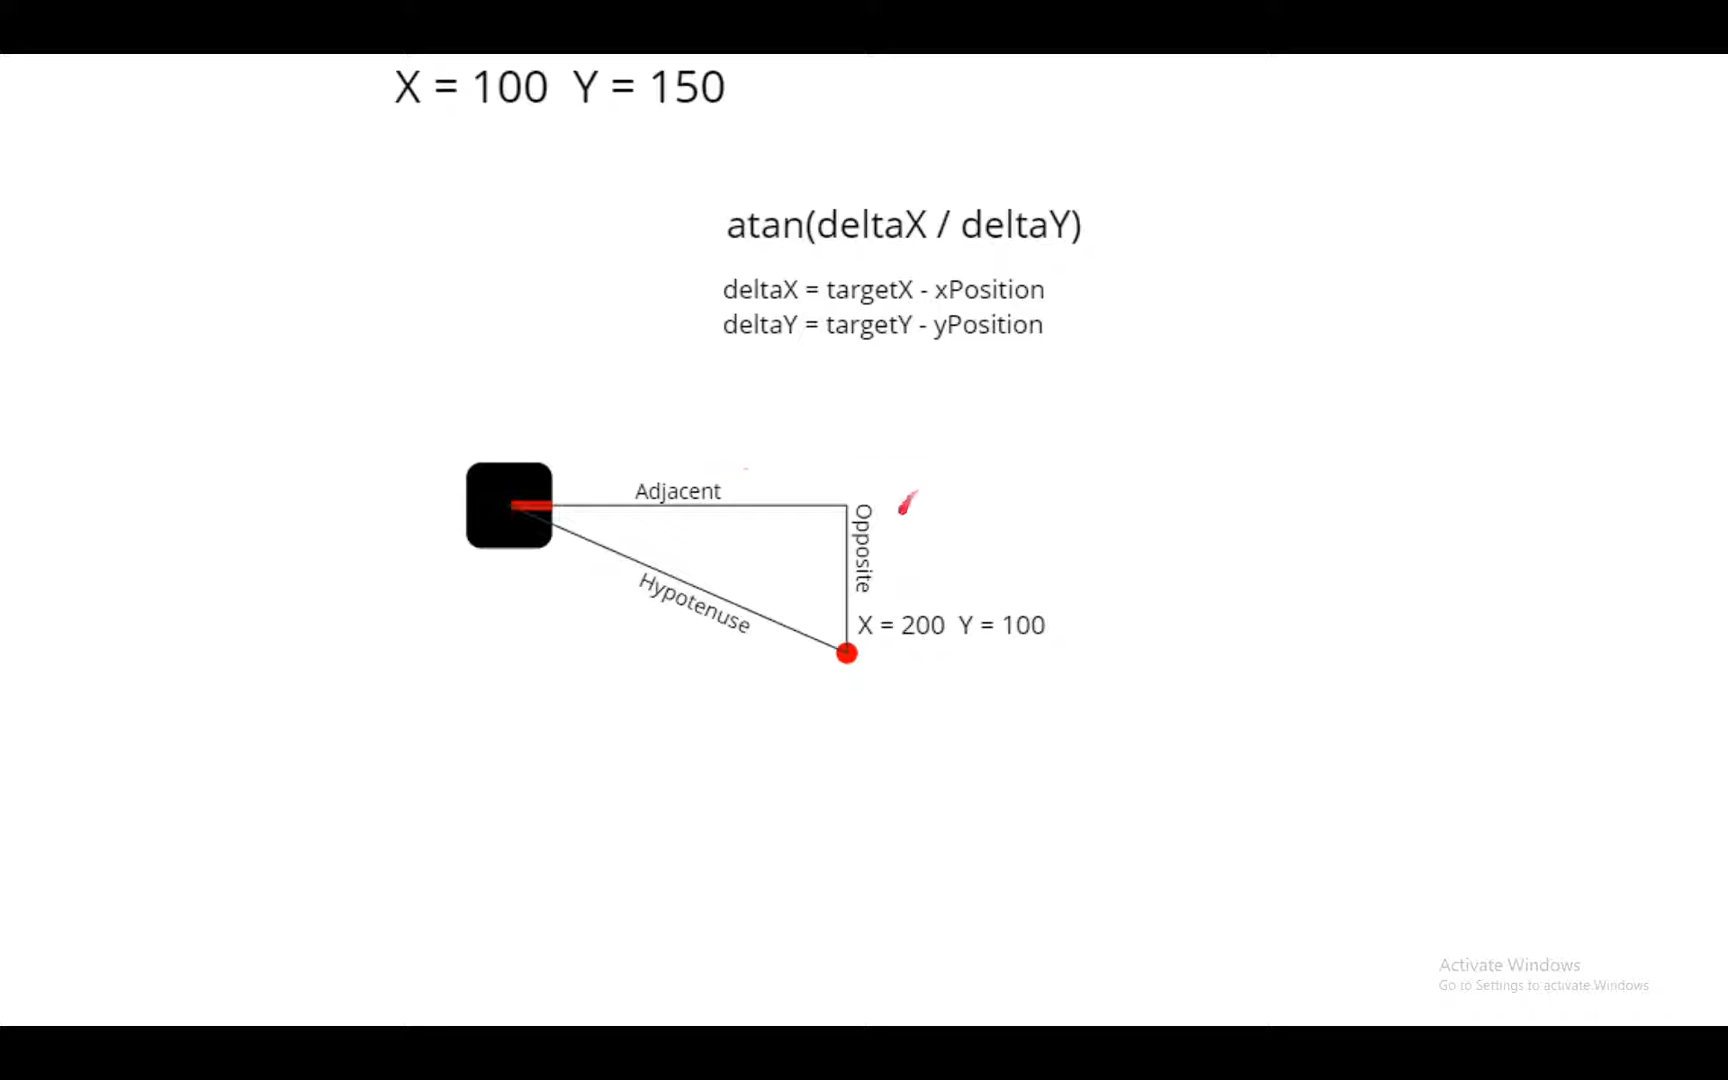 X = 100  Y = 150
atan(deltaX / deltaY)
deltaX = targetX - xPosition
deltaY = targetY - yPosition
Adjacent
Opposite
Hypotenuse
X = 200  Y = 100
Activate Windows
Go to Settings to activate Windows